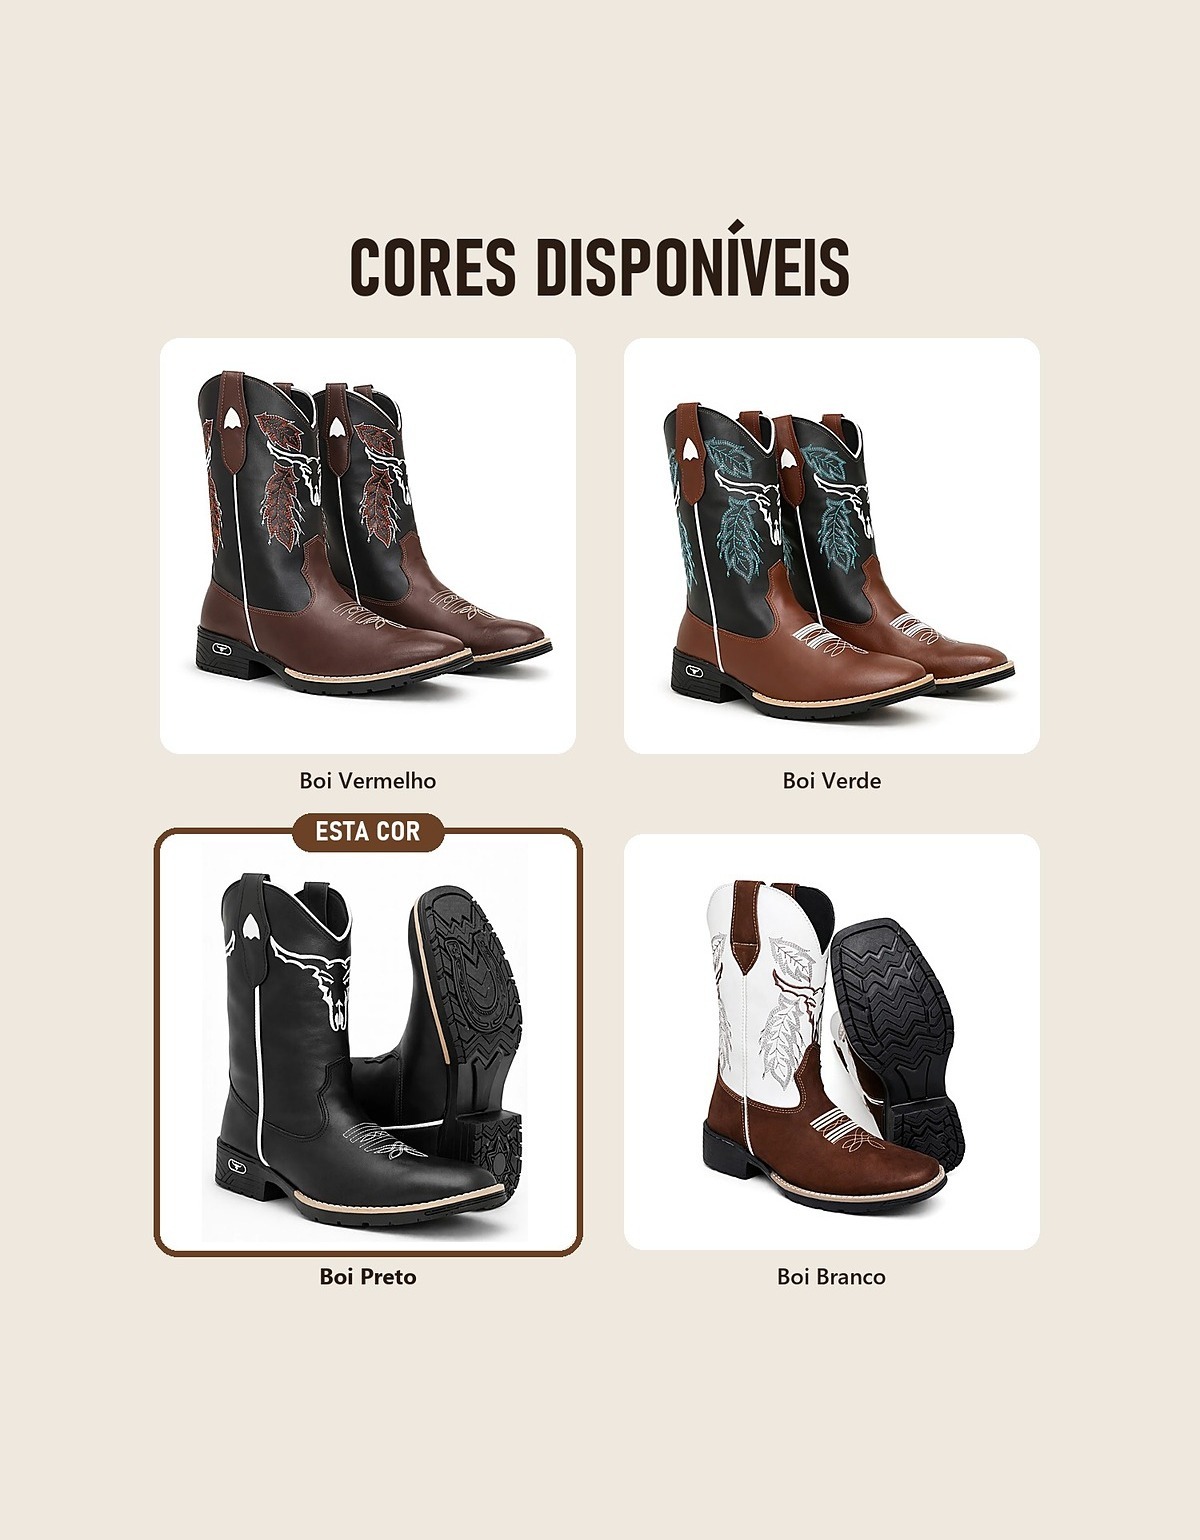 CORES DISPONÍVEIS
Boi Vermelho
Boi Verde
ESTA COR
Boi Preto
Boi Branco